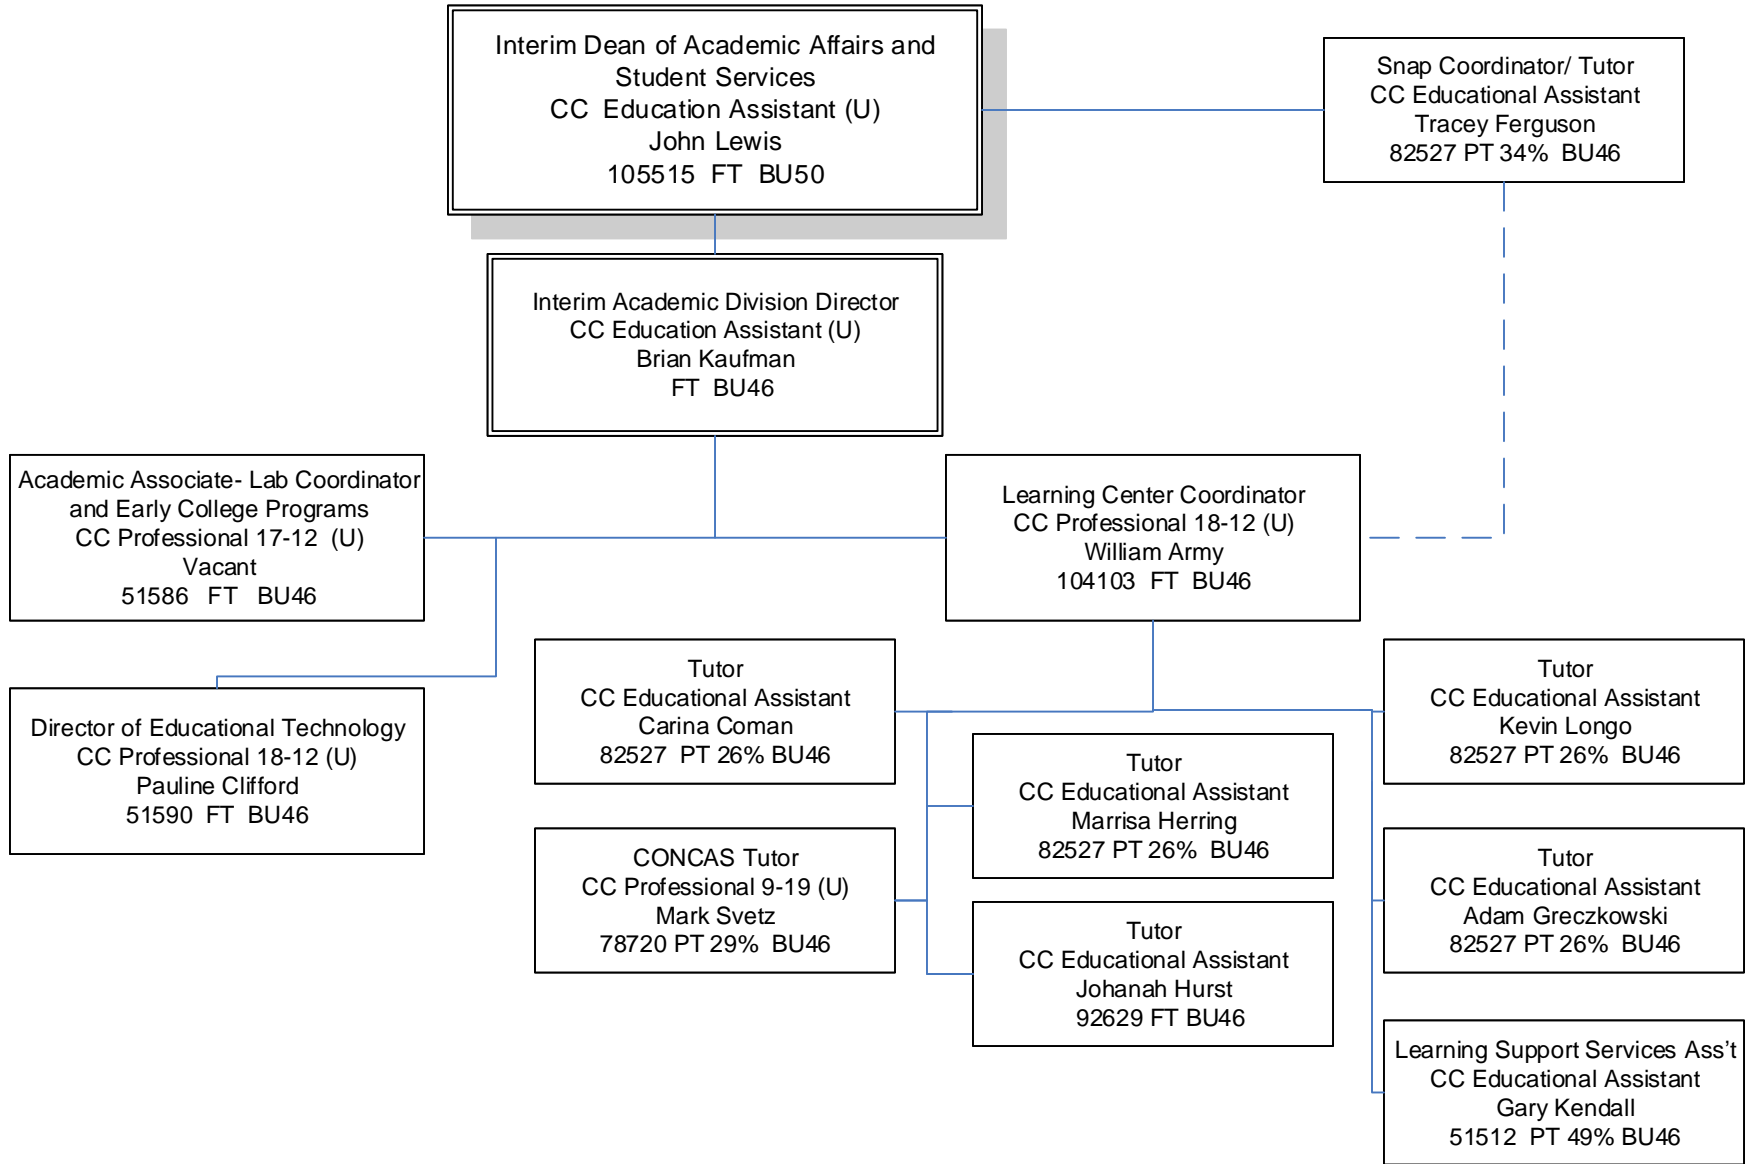 Interim Dean of Academic Affairs and
Student Services
CC Education Assistant (U)
John Lewis
105515 FT BU50
Snap Coordinator/ Tutor
CC Educational Assistant
Tracey Ferguson
82527 PT 34% BU46
Interim Academic Division Director
CC Education Assistant (U)
Brian Kaufman
FT BU46
Academic Associate- Lab Coordinator
and Early College Programs
CC Professional 17-12 (U)
Vacant
51586 FT BU46
Learning Center Coordinator
CC Professional 18-12 (U)
William Army
104103 FT BU46
Director of Educational Technology
CC Professional 18-12 (U)
Pauline Clifford
51590 FT BU46
Tutor
CC Educational Assistant
Carina Coman
82527 PT 26% BU46
Tutor
CC Educational Assistant
Kevin Longo
82527 PT 26% BU46
Tutor
CC Educational Assistant
Marrisa Herring
82527 PT 26% BU46
CONCAS Tutor
CC Professional 9-19 (U)
Mark Svetz
78720 PT 29% BU46
Tutor
CC Educational Assistant
Adam Greczkowski
82527 PT 26% BU46
Tutor
CC Educational Assistant
Johanah Hurst
92629 FT BU46
Learning Support Services Ass't
CC Educational Assistant
Gary Kendall
51512 PT 49% BU46